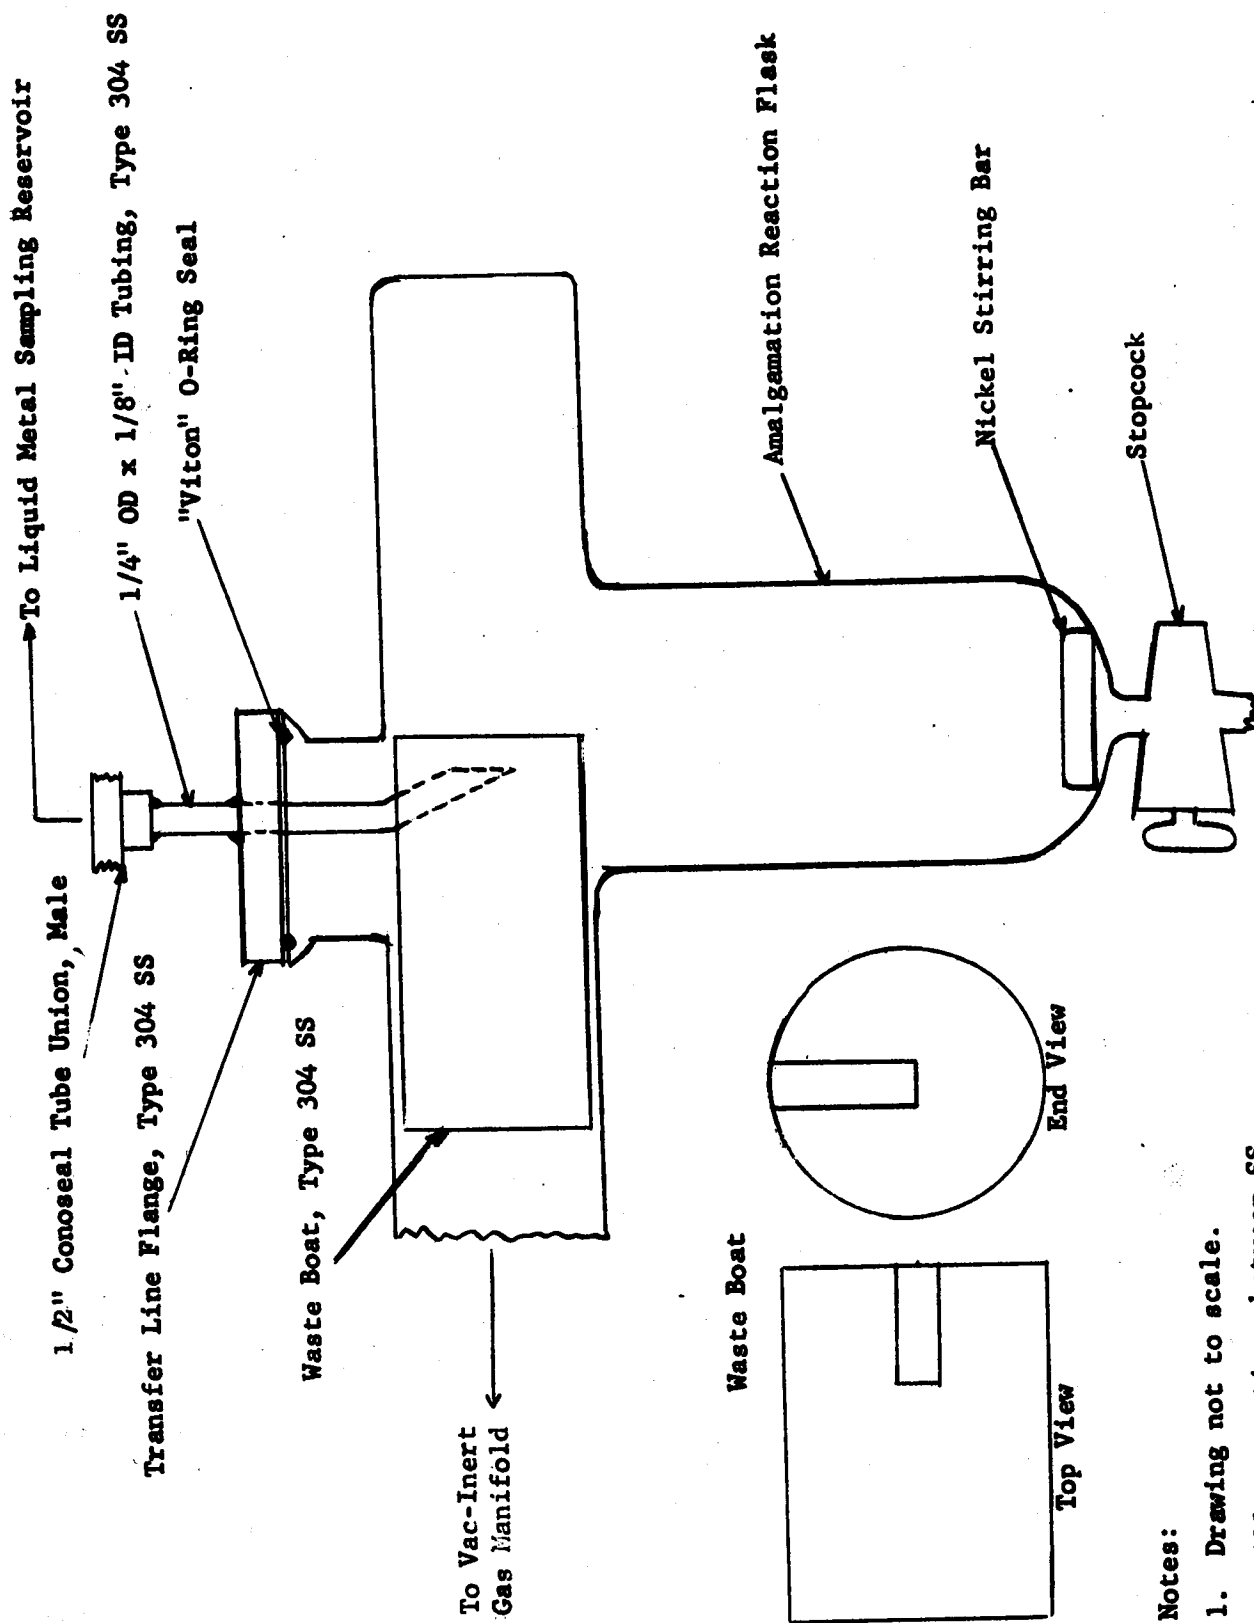 To Liquid Metal Sampling Reservoir
1/4" OD x 1/8" ID Tubing, Type 304 SS
"Viton" O-Ring Seal
1/2" Conoseal Tube Union, Male
Transfer Line Flange, Type 304 SS
Waste Boat, Type 304 SS
To Vac-Inert
Gas Manifold
Amalgamation Reaction Flask
Nickel Stirring Bar
Stopcock
Waste Boat
Top View
End View
Notes:
1. Drawing not to scale.